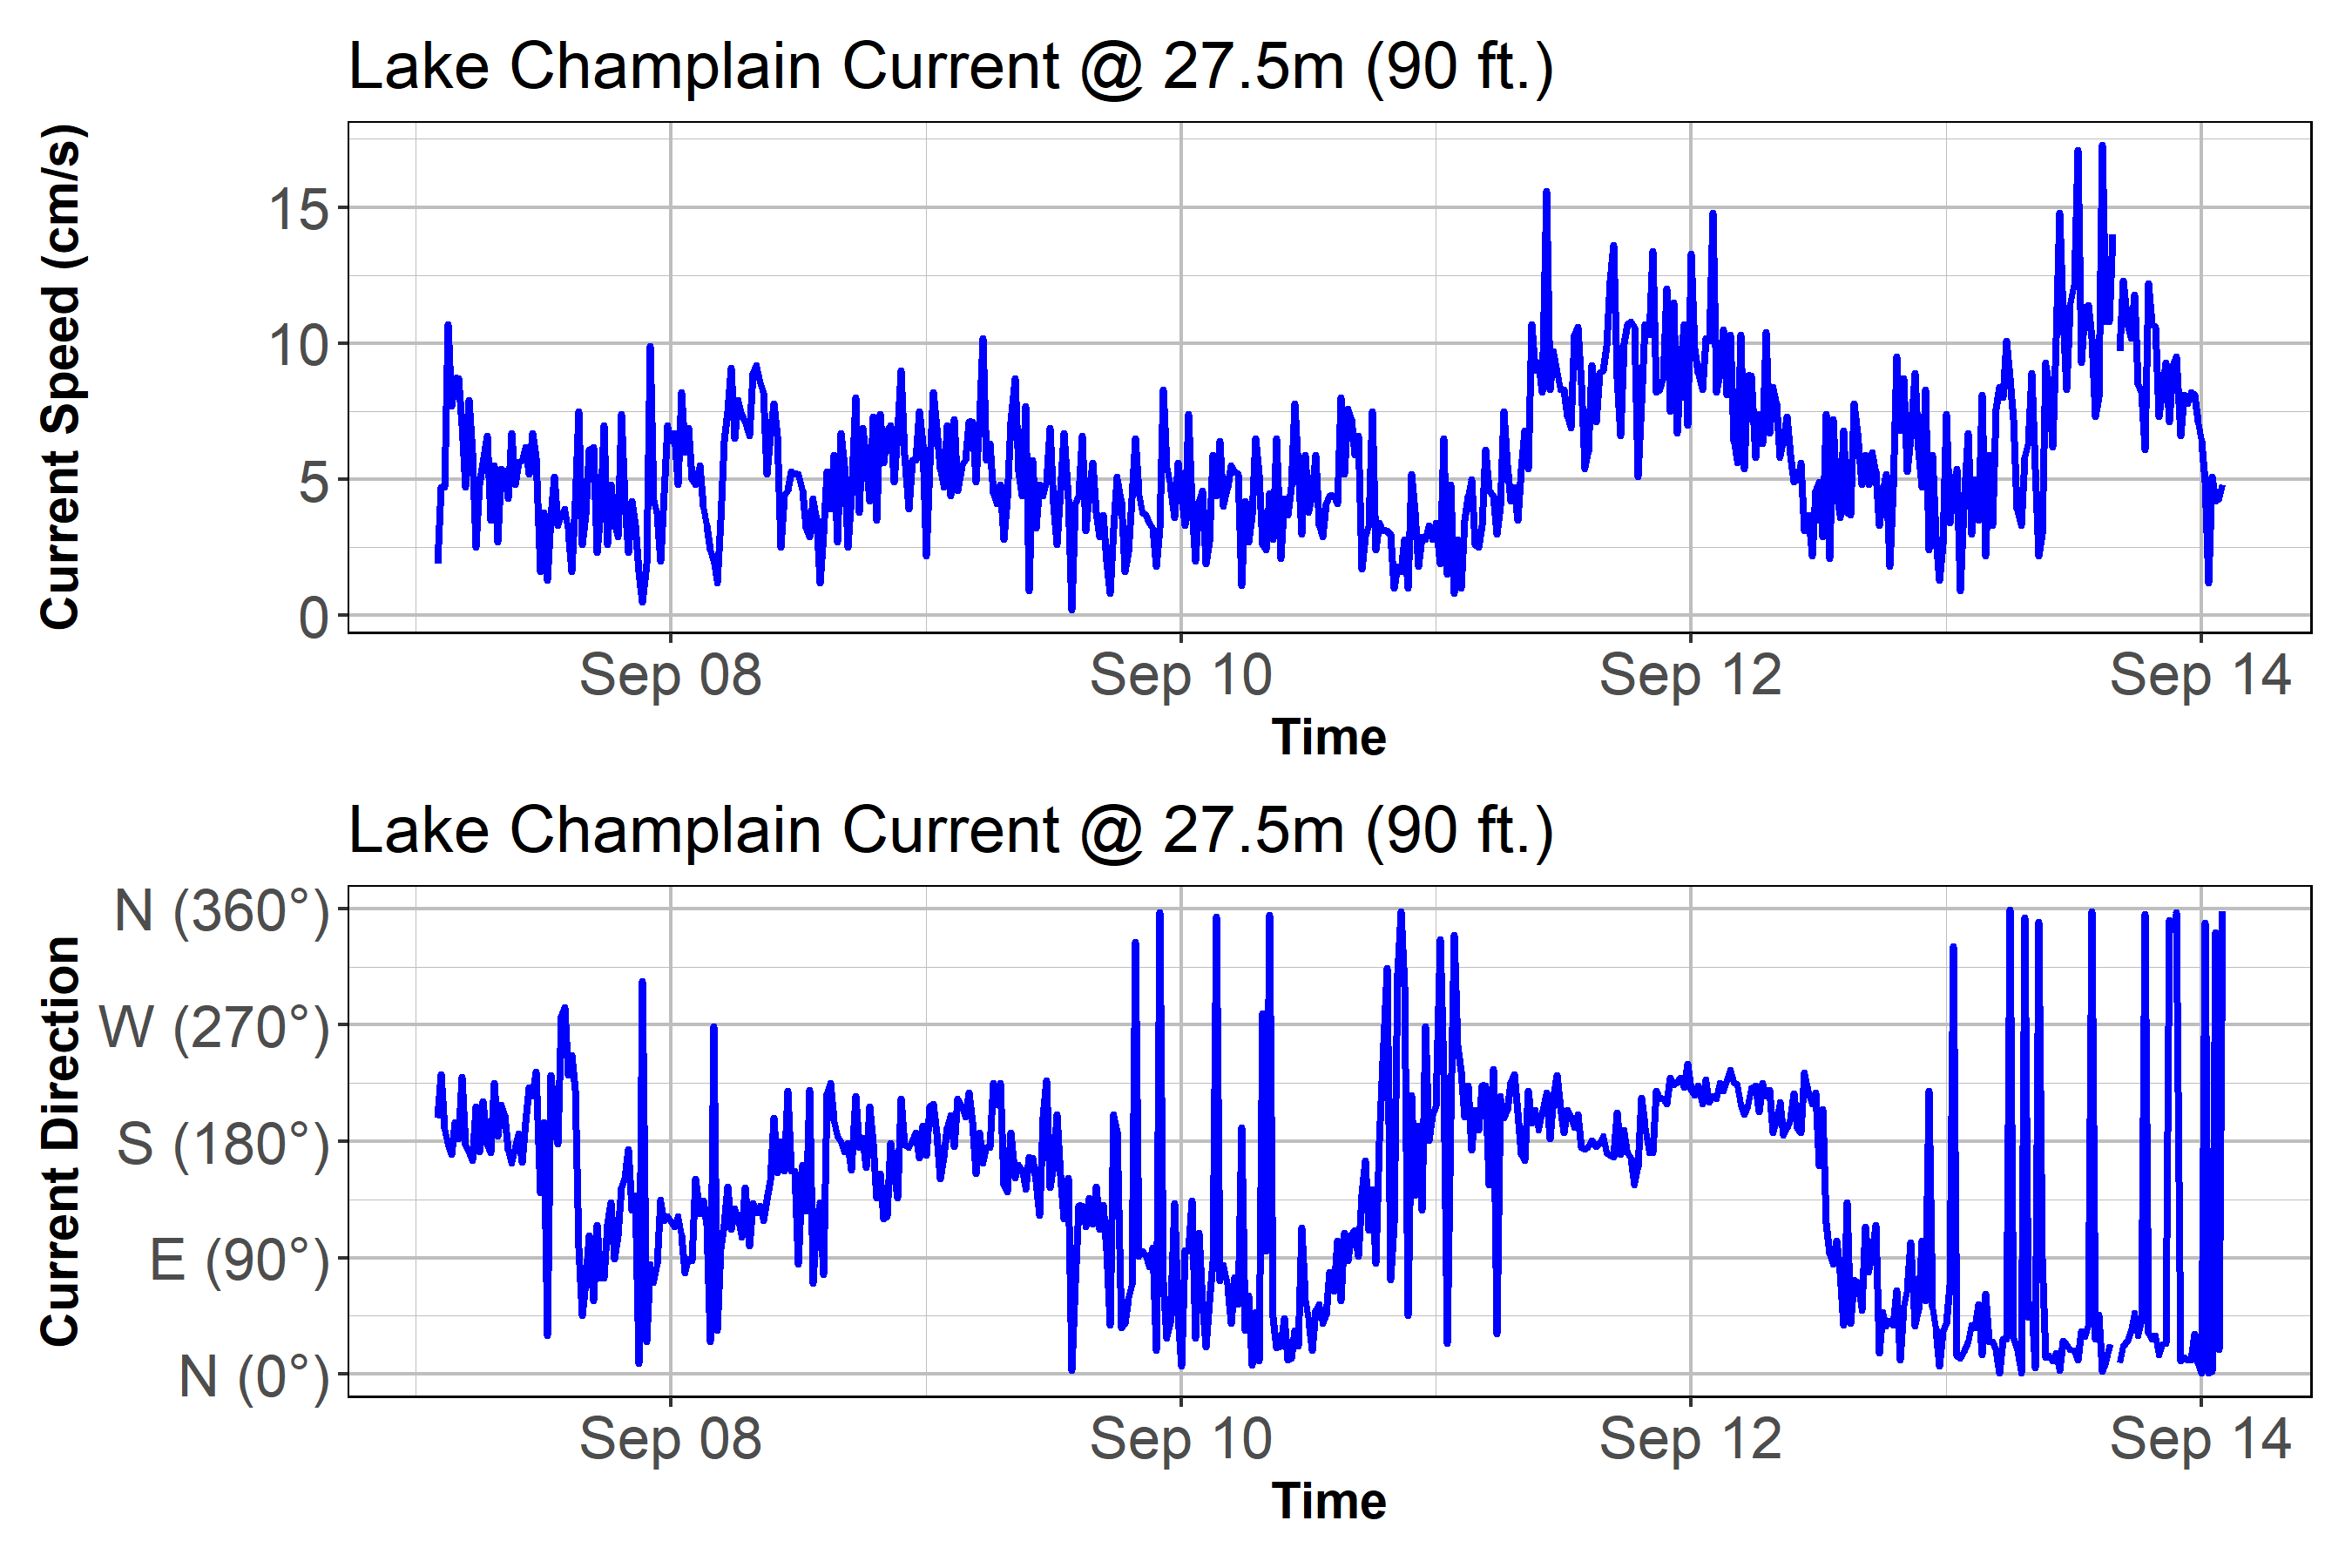 Lake Champlain Current @ 27.5m (90 ft.)
Current Speed (cm/s)
15
10
5
0
Sep 08 Sep 10 Sep 12 Sep 14
Time
Lake Champlain Current @ 27.5m (90 ft.)
Current Direction
N (360°)
W (270°)
S (180°)
E (90°)
N (0°)
Sep 08 Sep 10 Sep 12 Sep 14
Time